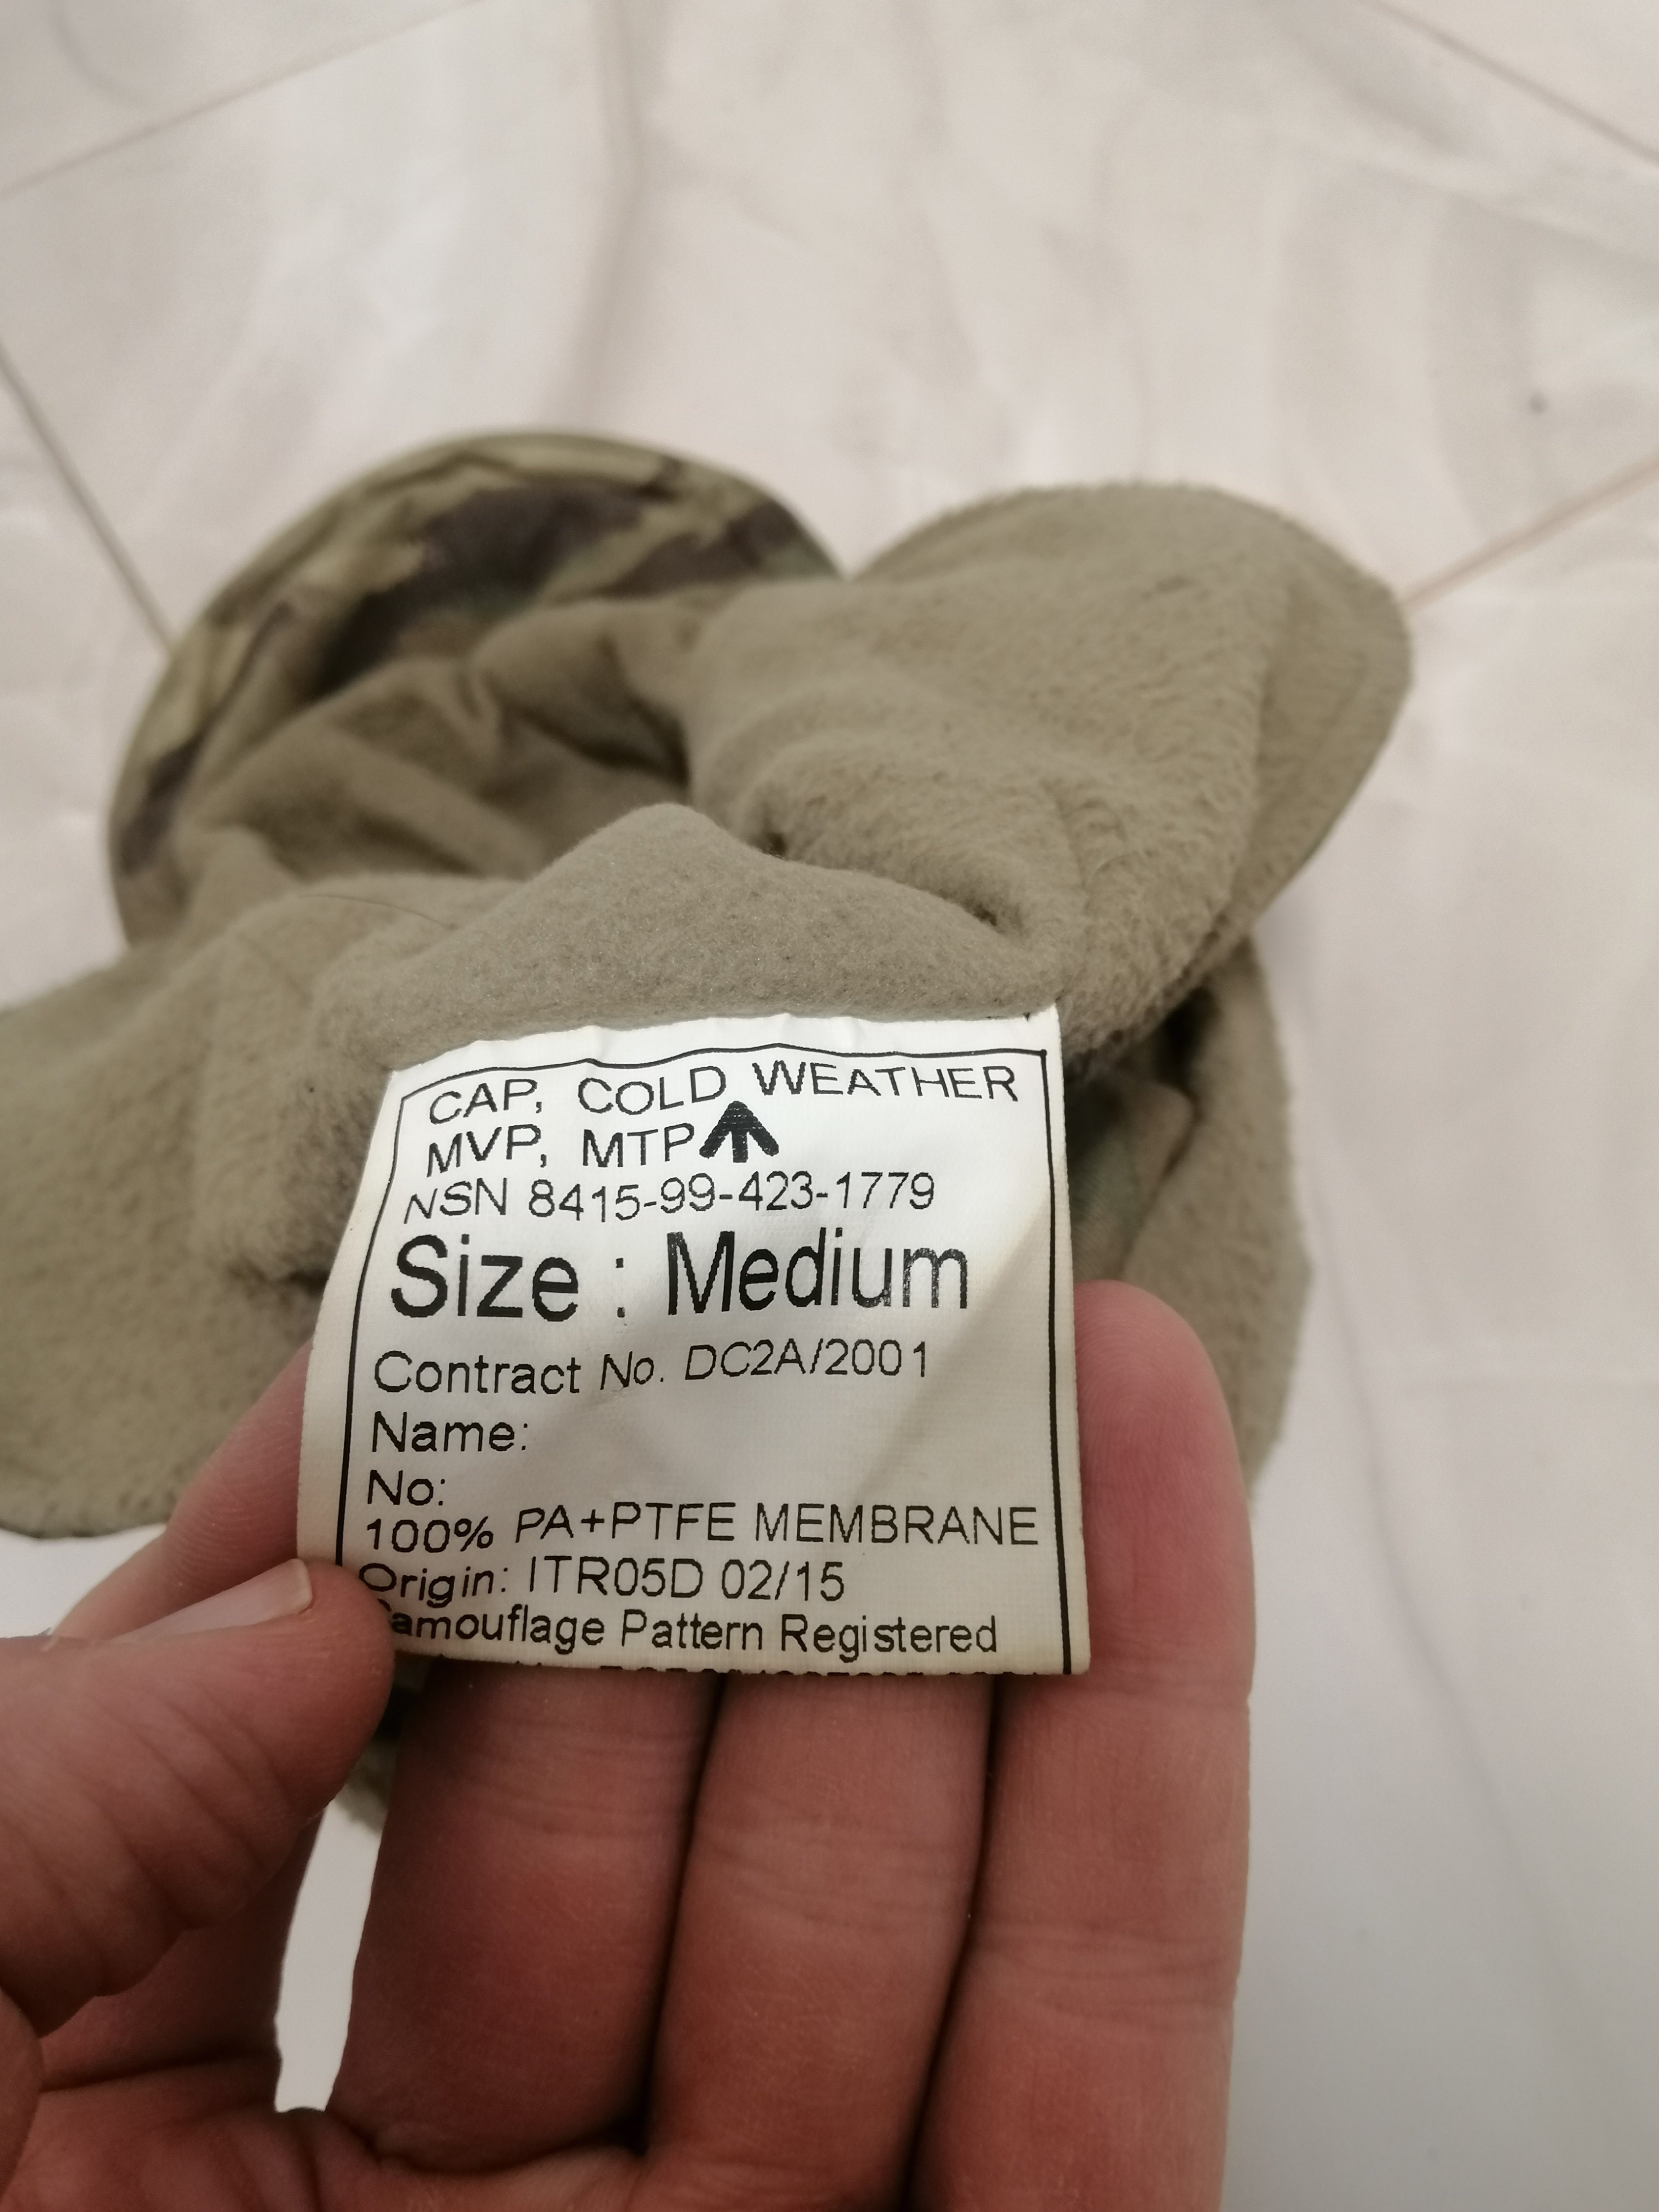 CAP, COLD WEATHER
MVP, MTP
NSN 8415-99-423-1779
Size : Medium
Contract No. DC2A/2001
Name:
No:
100% PA+PTFE MEMBRANE
Origin: ITR05D 02/15
Camouflage Pattern Registered